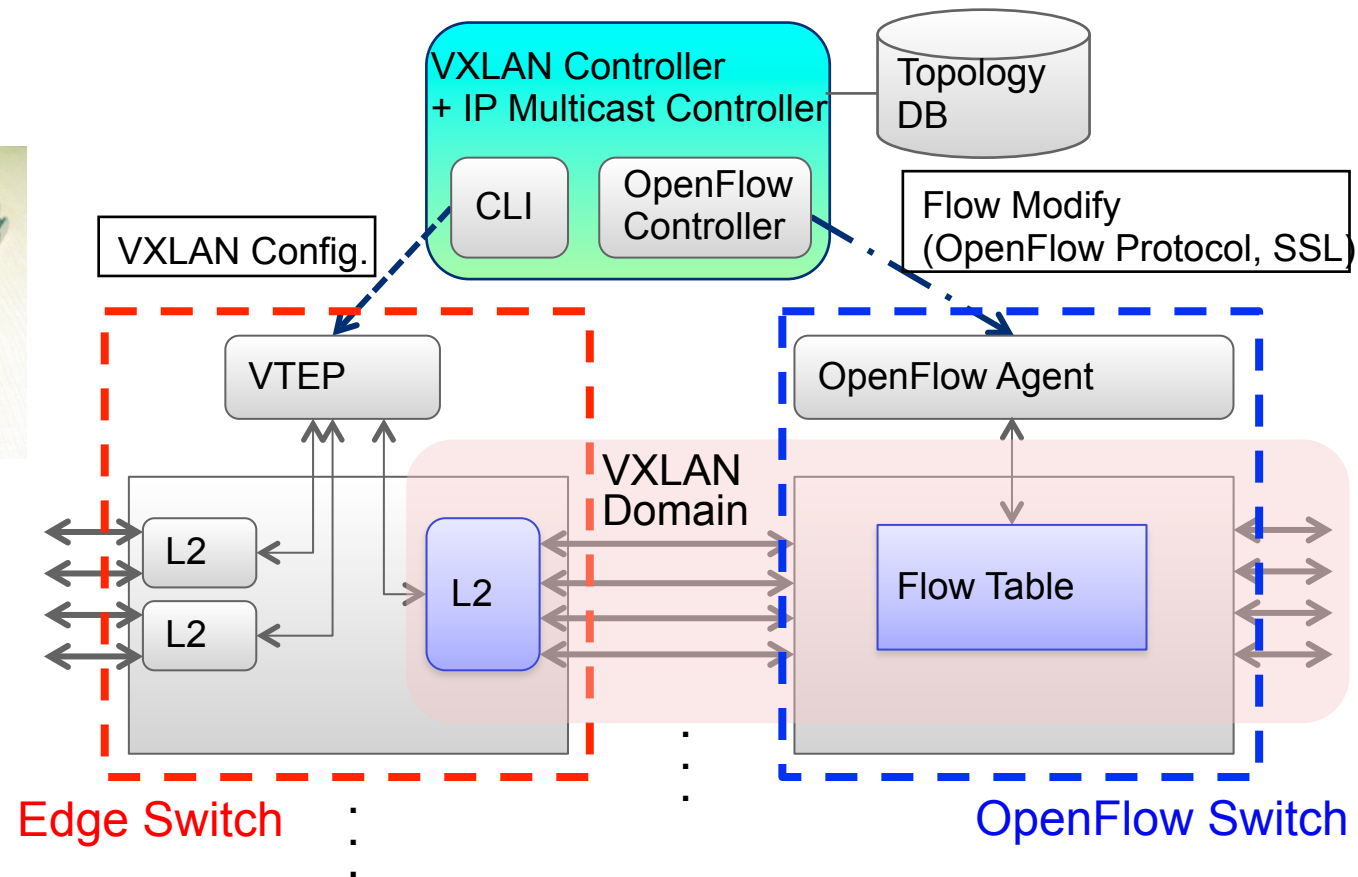 VXLAN Controller
+ IP Multicast Controller
Topology
DB
CLI
OpenFlow
Controller
VXLAN Config.
Flow Modify
(OpenFlow Protocol, SSL)
VTEP
OpenFlow Agent
VXLAN
Domain
L2
L2
L2
Flow Table
Edge Switch
OpenFlow Switch